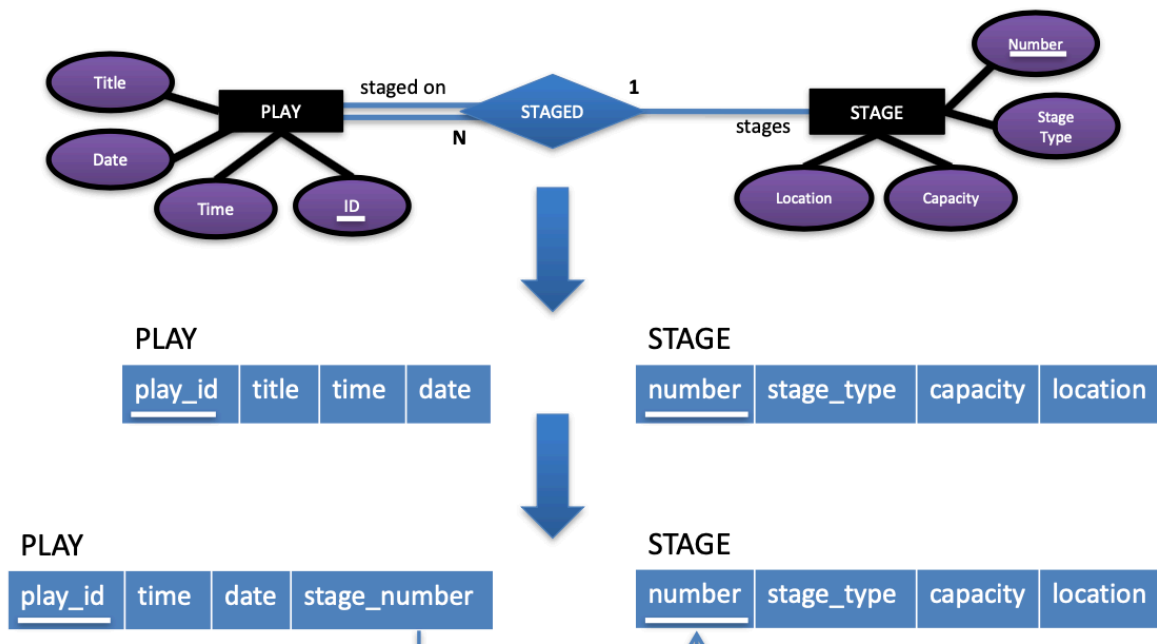 Title
Date
Time
ID
PLAY
staged on
N
STAGED
1
stages
STAGE
Number
Stage
Type
Location
Capacity
PLAY
play_id title time date
STAGE
number stage_type capacity location
PLAY
play_id time date stage_number
STAGE
number stage_type capacity location